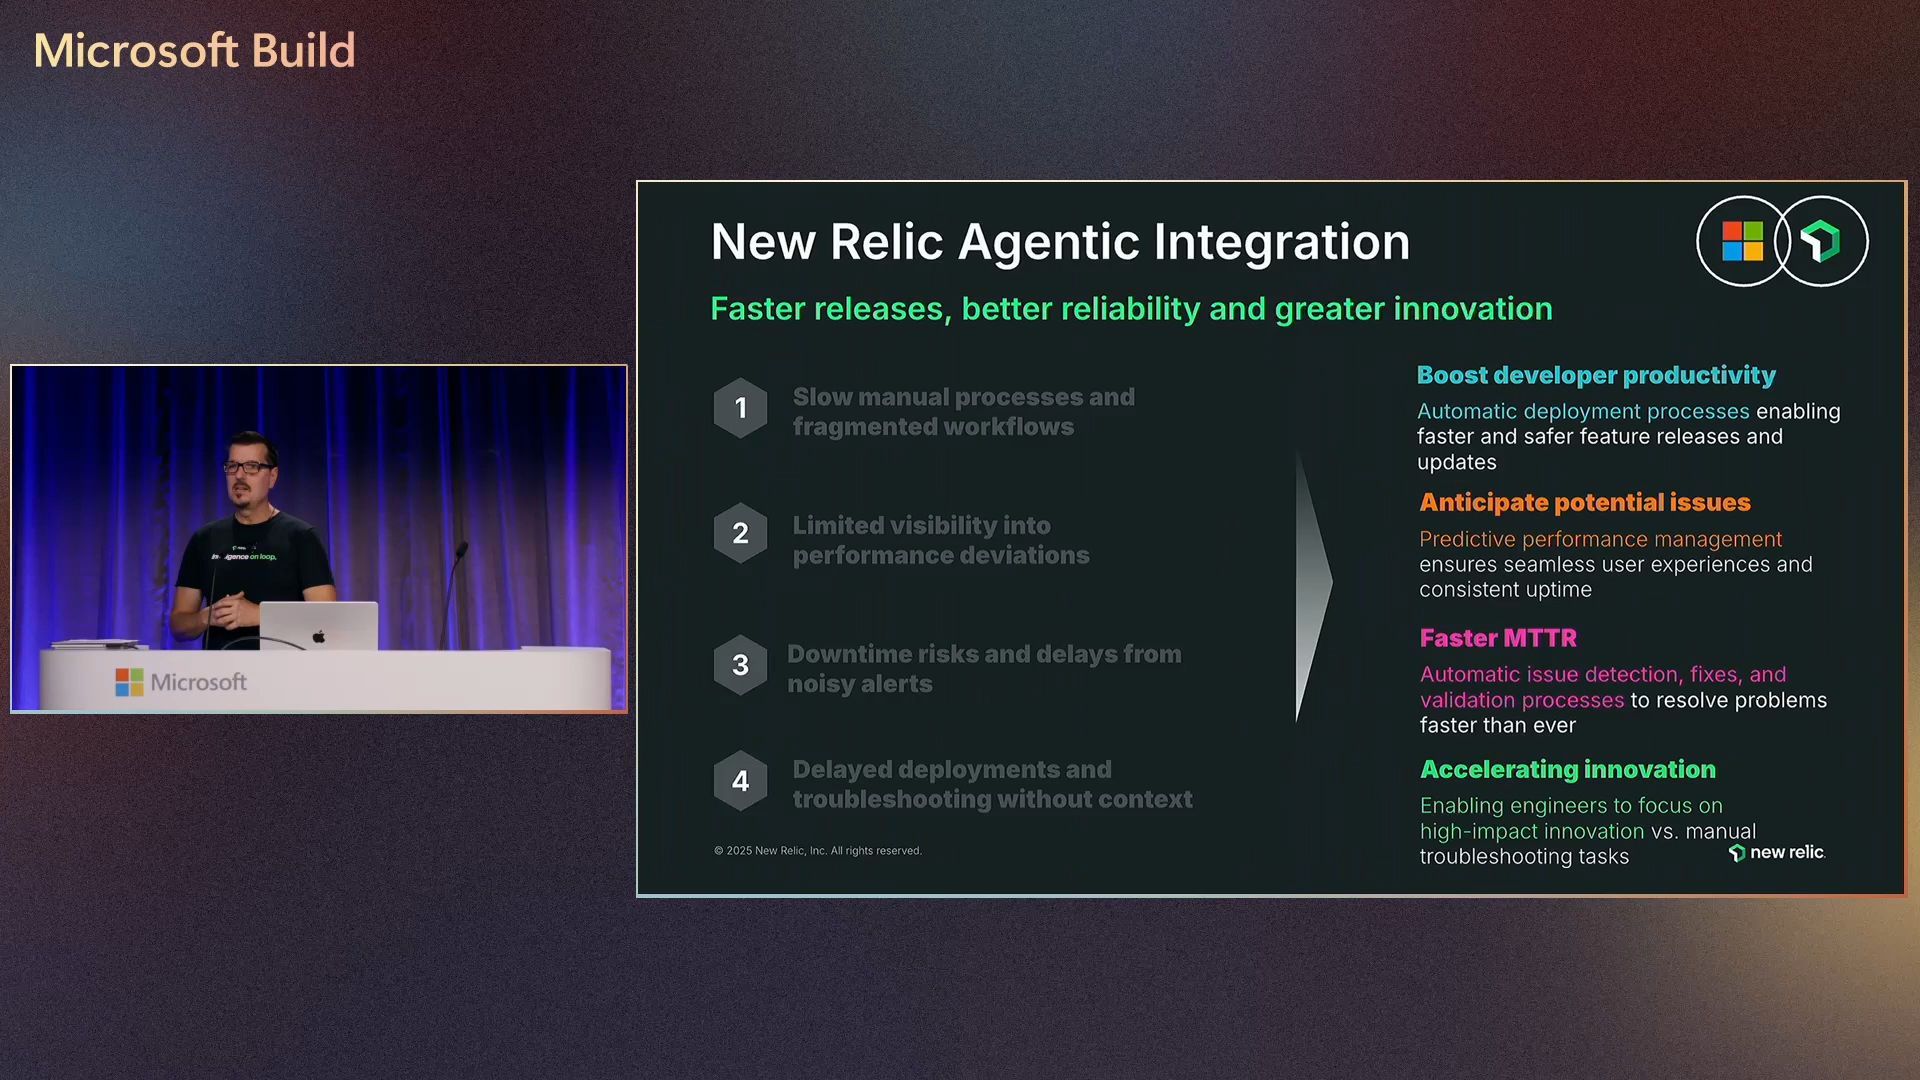 Microsoft Build
New Relic Agentic Integration
Faster releases, better reliability and greater innovation
1
Slow manual processes and
fragmented workflows
2
Limited visibility into
performance deviations
3
Downtime risks and delays from
noisy alerts
4
Delayed deployments and
troubleshooting without context
Boost developer productivity
Automatic deployment processes enabling
faster and safer feature releases and
updates
Anticipate potential issues
Predictive performance management
ensures seamless user experiences and
consistent uptime
Faster MTTR
Automatic issue detection, fixes, and
validation processes to resolve problems
faster than ever
Accelerating innovation
Enabling engineers to focus on
high-impact innovation vs. manual
troubleshooting tasks
new relic.
© 2025 New Relic, Inc. All rights reserved.
on loop.
Microsoft